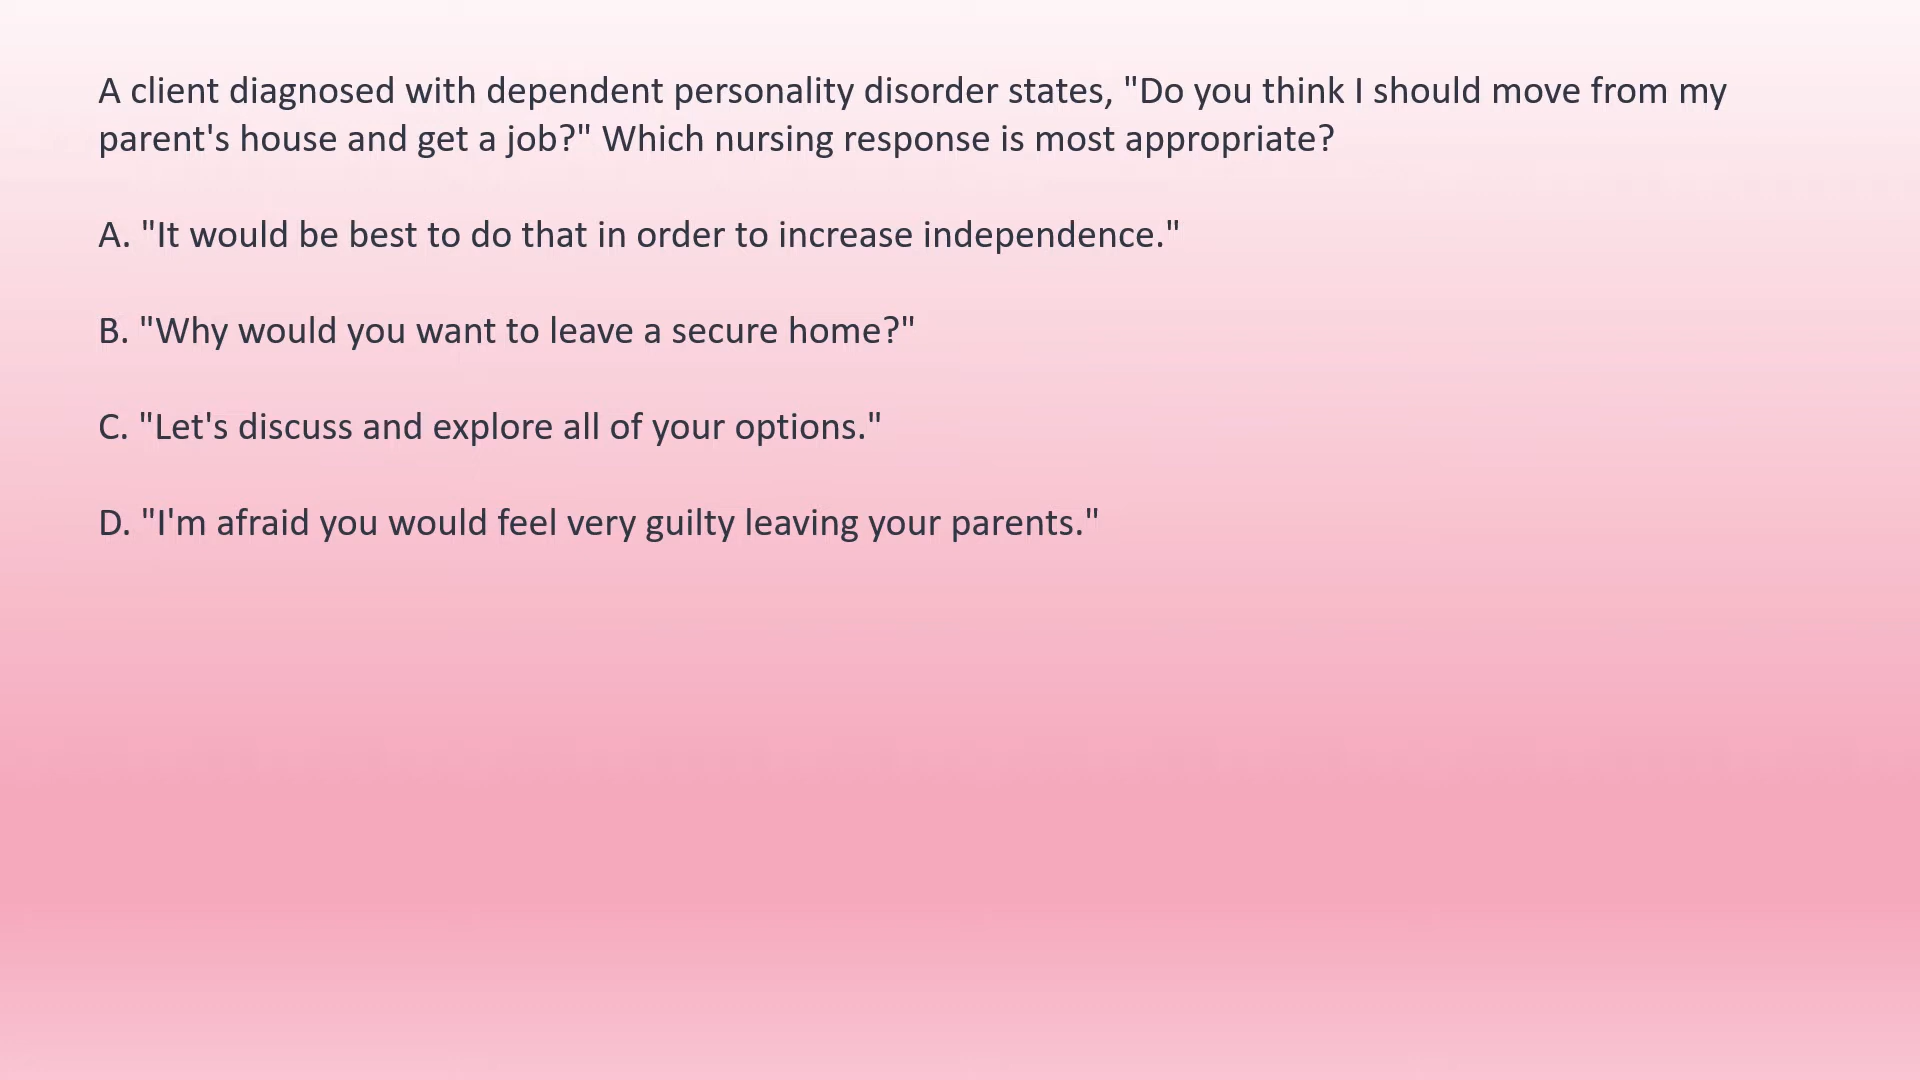 A client diagnosed with dependent personality disorder states, "Do you think I should move from my
parent's house and get a job?" Which nursing response is most appropriate?
A. "It would be best to do that in order to increase independence."
B. "Why would you want to leave a secure home?"
C. "Let's discuss and explore all of your options."
D. "I'm afraid you would feel very guilty leaving your parents."